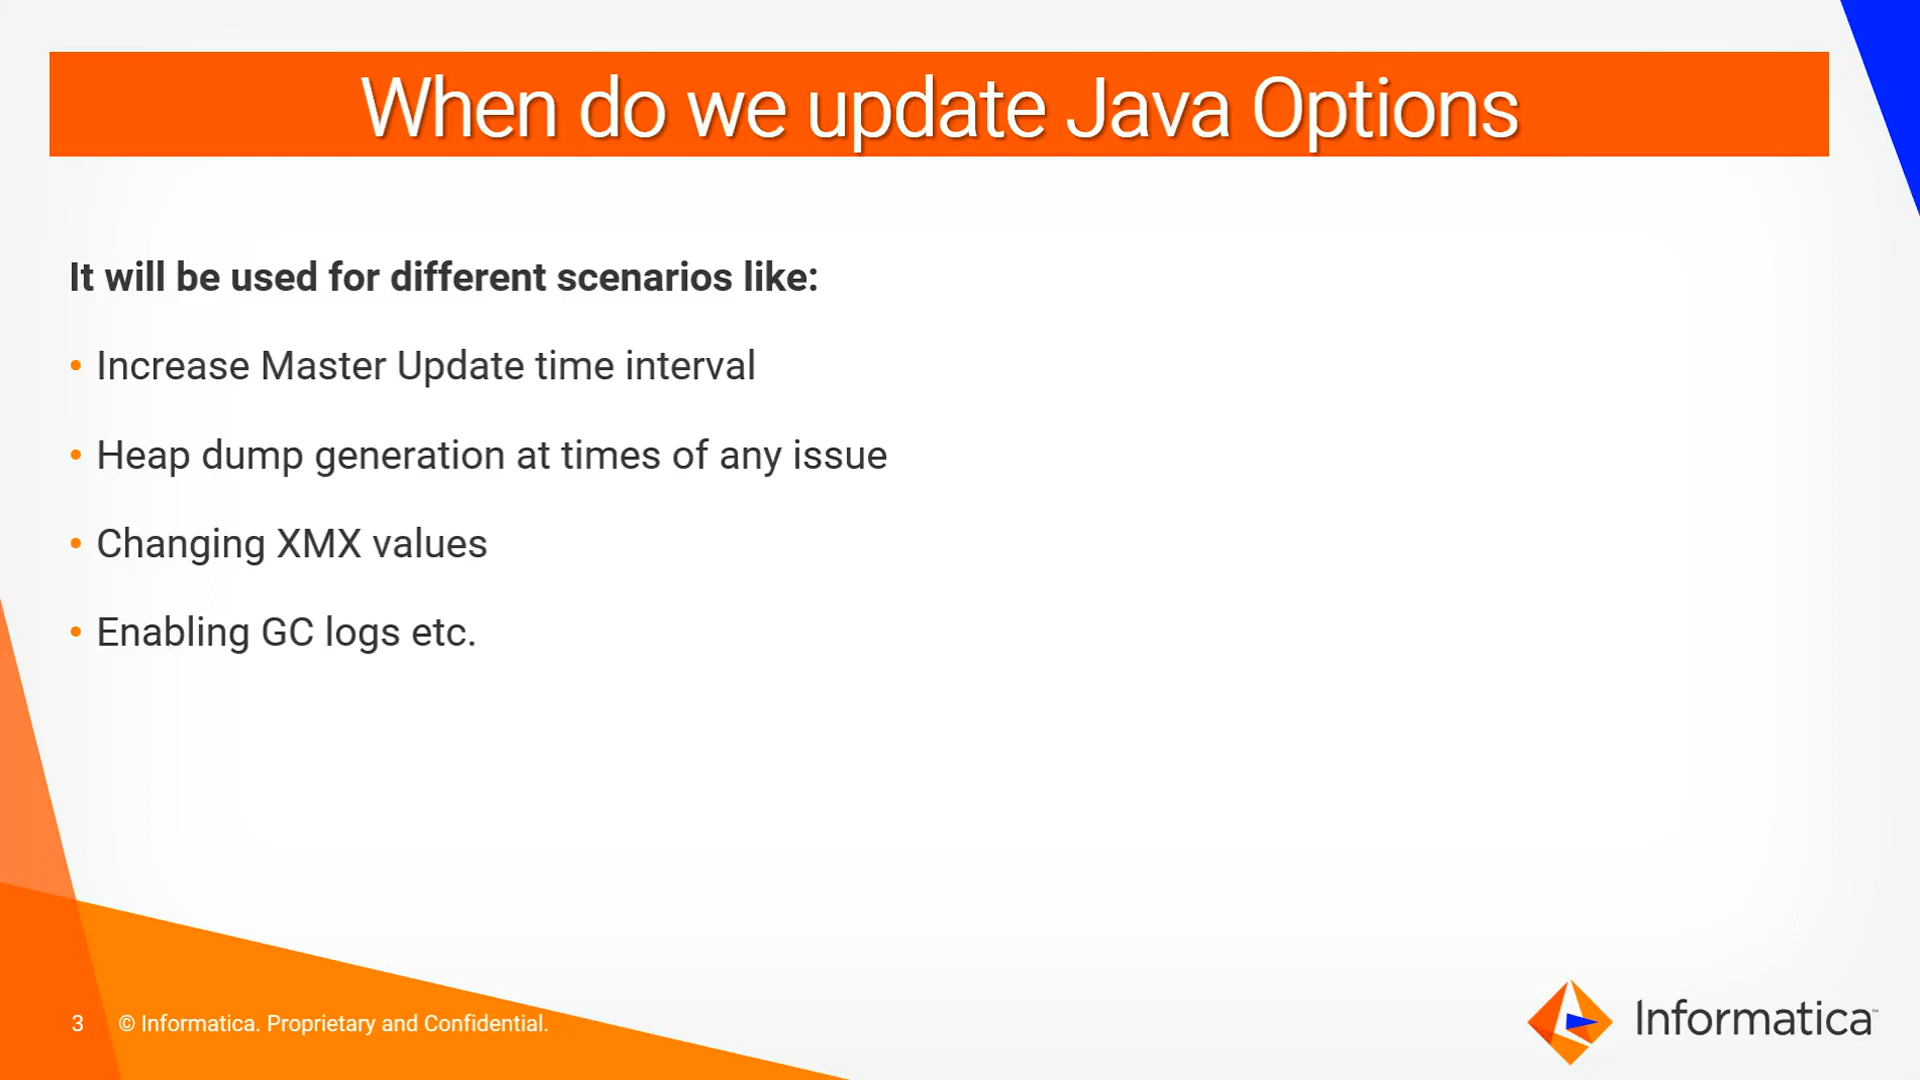 When do we update Java Options
It will be used for different scenarios like:
• Increase Master Update time interval
• Heap dump generation at times of any issue
• Changing XMX values
• Enabling GC logs etc.
3 © Informatica. Proprietary and Confidential.
Informatica™